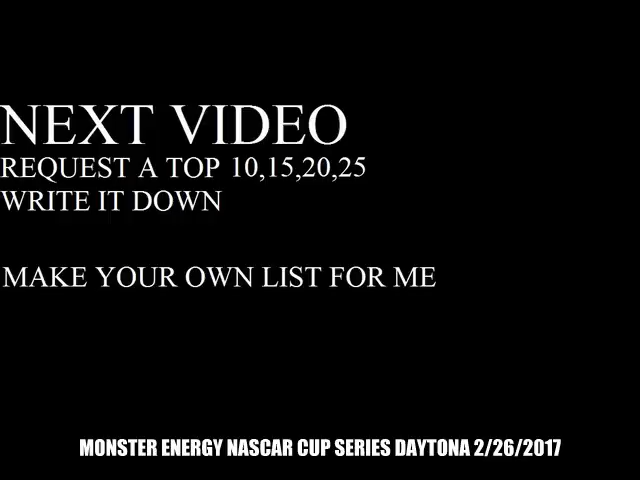 NEXT VIDEO
REQUEST A TOP 10,15,20,25
WRITE IT DOWN
MAKE YOUR OWN LIST FOR ME
MONSTER ENERGY NASCAR CUP SERIES DAYTONA 2/26/2017